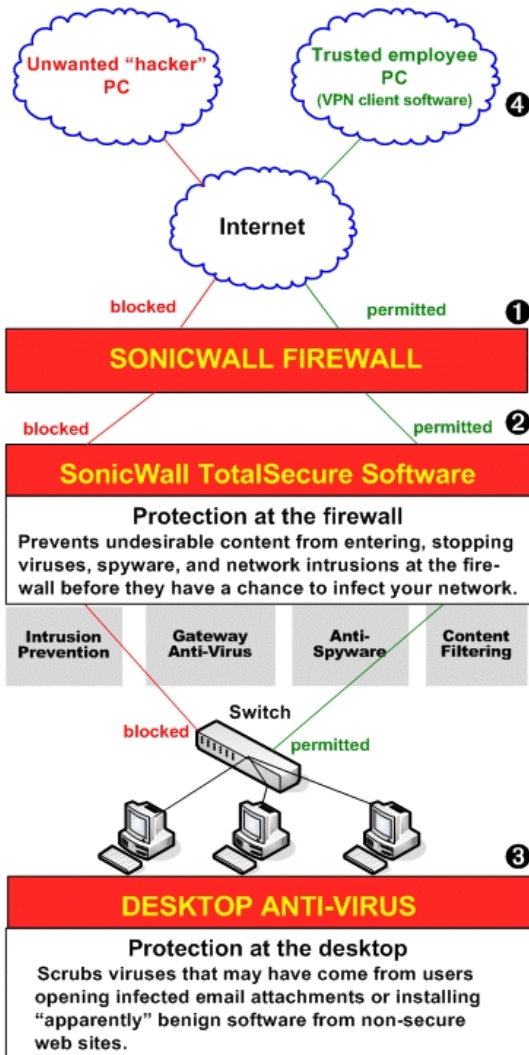 Unwanted “hacker”
PC
Trusted employee
PC
(VPN client software)
4
Internet
blocked
permitted
1
SONICWALL FIREWALL
blocked
permitted
2
SonicWall TotalSecure Software
Protection at the firewall
Prevents undesirable content from entering, stopping
viruses, spyware, and network intrusions at the fire-
wall before they have a chance to infect your network.
Intrusion
Prevention
Gateway
Anti-Virus
Anti-
Spyware
Content
Filtering
Switch
blocked
permitted
3
DESKTOP ANTI-VIRUS
Protection at the desktop
Scrubs viruses that may have come from users
opening infected email attachments or installing
“apparently” benign software from non-secure
web sites.